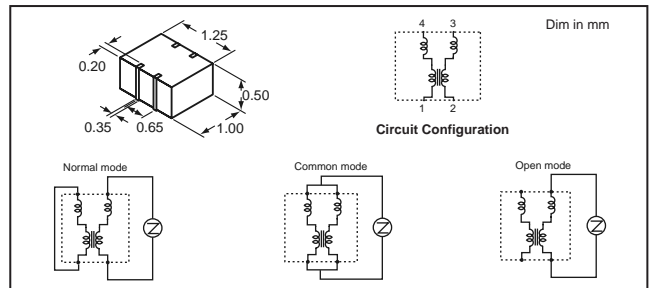 1.25
0.20
0.50
0.35
0.65
1.00
4 3
Dim in mm
1 2
Circuit Configuration
Normal mode
Common mode
Open mode
Z
Z
Z